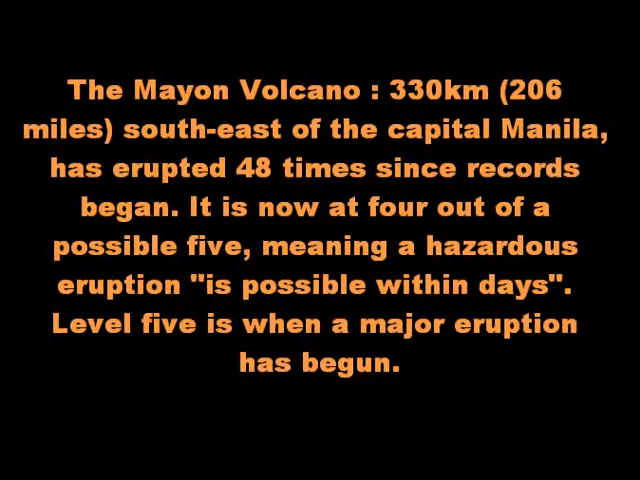 The Mayon Volcano : 330km (206
miles) south-east of the capital Manila,
has erupted 48 times since records
began. It is now at four out of a
possible five, meaning a hazardous
eruption "is possible within days".
Level five is when a major eruption
has begun.